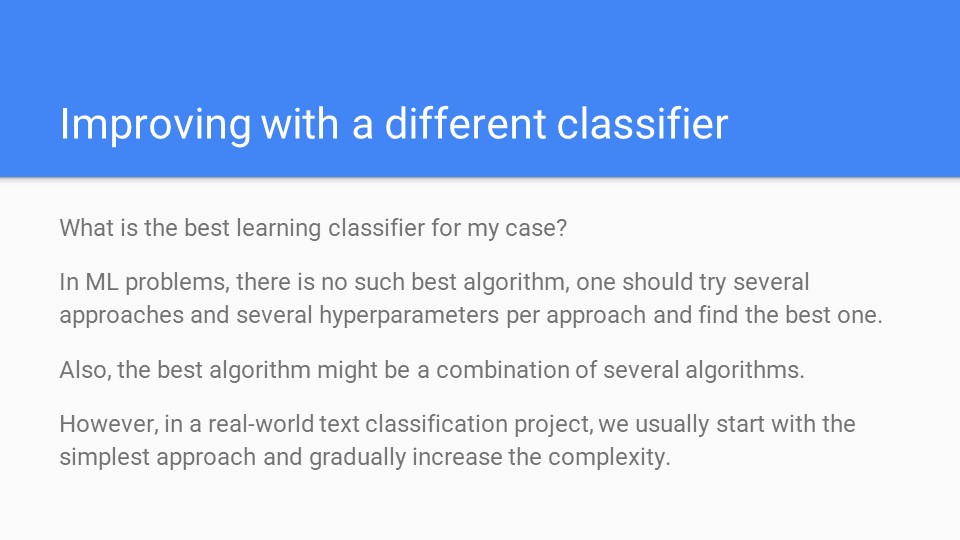 Improving with a different classifier
What is the best learning classifier for my case?
In ML problems, there is no such best algorithm, one should try several
approaches and several hyperparameters per approach and find the best one.
Also, the best algorithm might be a combination of several algorithms.
However, in a real-world text classification project, we usually start with the
simplest approach and gradually increase the complexity.